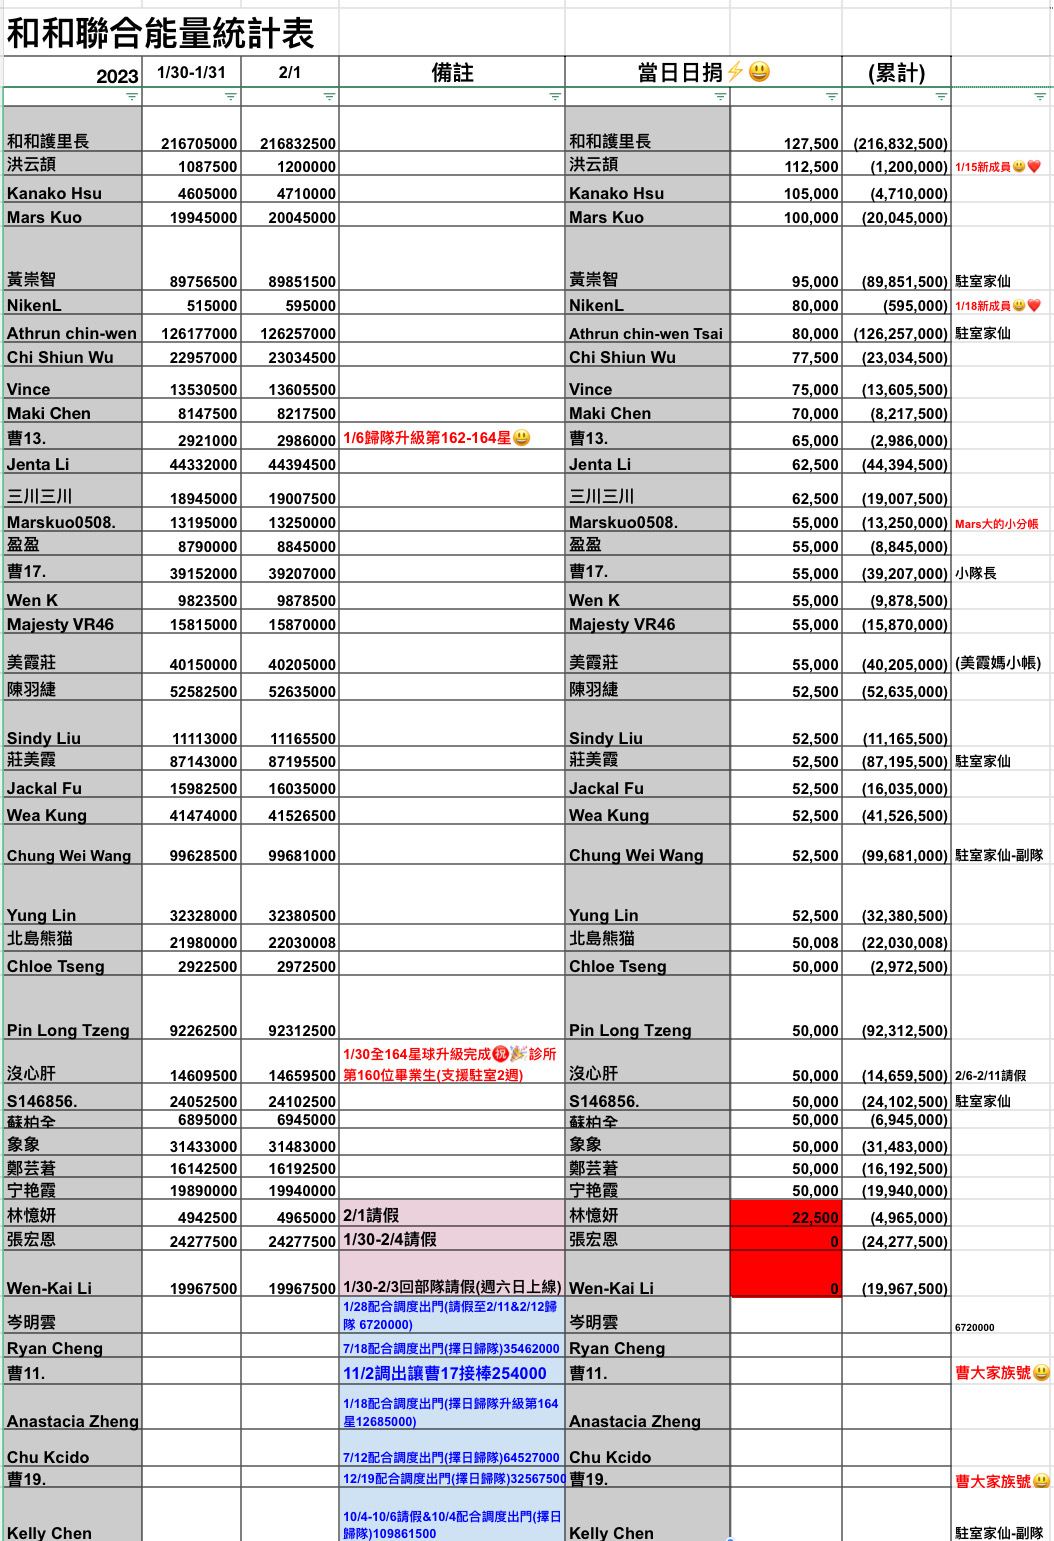 和和聯合能量統計表
2023 1/30-1/31 2/1 備註 當日日捐⚡😃 (累計)
和和護里長 216705000 216832500 和和護里長 127,500 (216,832,500)
洪云頡 1087500 1200000 洪云頡 112,500 (1,200,000) 1/15新成員😃❤️
Kanako Hsu 4605000 4710000 Kanako Hsu 105,000 (4,710,000)
Mars Kuo 19945000 20045000 Mars Kuo 100,000 (20,045,000)
黃崇智 89756500 89851500 黃崇智 95,000 (89,851,500) 駐室家仙
NikenL 515000 595000 NikenL 80,000 (595,000) 1/18新成員😃❤️
Athrun chin-wen 126177000 126257000 Athrun chin-wen Tsai 80,000 (126,257,000) 駐室家仙
Chi Shiun Wu 22957000 23034500 Chi Shiun Wu 77,500 (23,034,500)
Vince 13530500 13605500 Vince 75,000 (13,605,500)
Maki Chen 8147500 8217500 Maki Chen 70,000 (8,217,500)
曹13. 2921000 2986000 1/6歸隊升級第162-164星😃 曹13. 65,000 (2,986,000)
Jenta Li 44332000 44394500 Jenta Li 62,500 (44,394,500)
三川三川 18945000 19007500 三川三川 62,500 (19,007,500)
Marskuo0508. 13195000 13250000 Marskuo0508. 55,000 (13,250,000) Mars大的小分帳
盈盈 8790000 8845000 盈盈 55,000 (8,845,000)
曹17. 39152000 39207000 曹17. 55,000 (39,207,000) 小隊長
Wen K 9823500 9878500 Wen K 55,000 (9,878,500)
Majesty VR46 15815000 15870000 Majesty VR46 55,000 (15,870,000)
美霞莊 40150000 40205000 美霞莊 55,000 (40,205,000) (美霞媽小帳)
陳羽緁 52582500 52635000 陳羽緁 52,500 (52,635,000)
Sindy Liu 11113000 11165500 Sindy Liu 52,500 (11,165,500)
莊美霞 87143000 87195500 莊美霞 52,500 (87,195,500) 駐室家仙
Jackal Fu 15982500 16035000 Jackal Fu 52,500 (16,035,000)
Wea Kung 41474000 41526500 Wea Kung 52,500 (41,526,500)
Chung Wei Wang 99628500 99681000 Chung Wei Wang 52,500 (99,681,000) 駐室家仙-副隊
Yung Lin 32328000 32380500 Yung Lin 52,500 (32,380,500)
北島熊猫 21980000 22030008 北島熊猫 50,008 (22,030,008)
Chloe Tseng 2922500 2972500 Chloe Tseng 50,000 (2,972,500)
Pin Long Tzeng 92262500 92312500 Pin Long Tzeng 50,000 (92,312,500)
1/30全164星球升級完成㊗️🎉診所
沒心肝 14609500 14659500 第160位畢業生(支援駐室2週) 沒心肝 50,000 (14,659,500) 2/6-2/11請假
S146856. 24052500 24102500 S146856. 50,000 (24,102,500) 駐室家仙
蘇柏全 6895000 6945000 蘇柏全 50,000 (6,945,000)
象象 31433000 31483000 象象 50,000 (31,483,000)
鄭芸著 16142500 16192500 鄭芸著 50,000 (16,192,500)
宁艳霞 19890000 19940000 宁艳霞 50,000 (19,940,000)
林憶妍 4942500 4965000 2/1請假 林憶妍 22,500 (4,965,000)
張宏恩 24277500 24277500 1/30-2/4請假 張宏恩 0 (24,277,500)
Wen-Kai Li 19967500 19967500 1/30-2/3回部隊請假(週六日上線) Wen-Kai Li 0 (19,967,500)
1/28配合調度出門(請假至2/11&2/12歸
岑明雲 隊 6720000) 岑明雲 6720000
Ryan Cheng 7/18配合調度出門(擇日歸隊)35462000 Ryan Cheng
曹11. 11/2調出讓曹17接棒254000 曹11. 曹大家族號😃
1/18配合調度出門(擇日歸隊升級第164
Anastacia Zheng 星12685000) Anastacia Zheng
Chu Kcido 7/12配合調度出門(擇日歸隊)64527000 Chu Kcido
曹19. 12/19配合調度出門(擇日歸隊)32567500 曹19. 曹大家族號😃
10/4-10/6請假&10/4配合調度出門(擇日
Kelly Chen 歸隊)109861500 Kelly Chen 駐室家仙-副隊